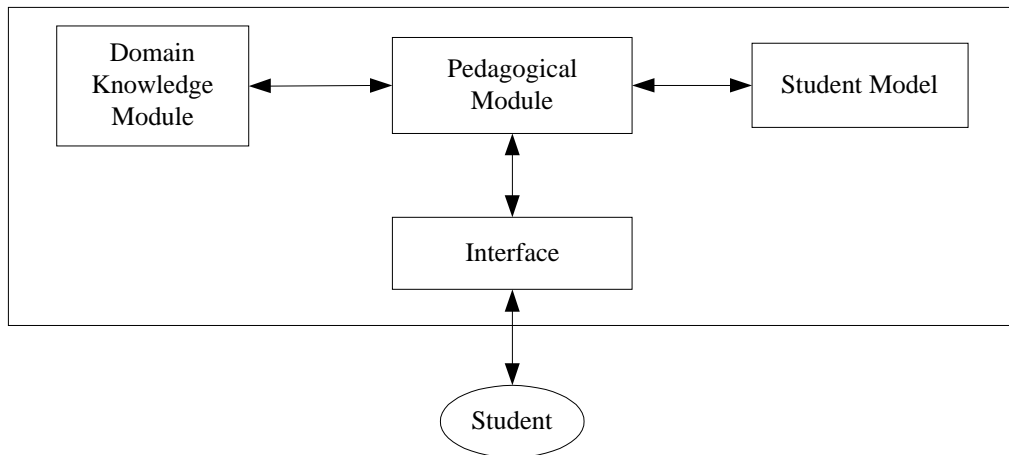 Domain
Knowledge
Module
Pedagogical
Module
Student Model
Interface
Student